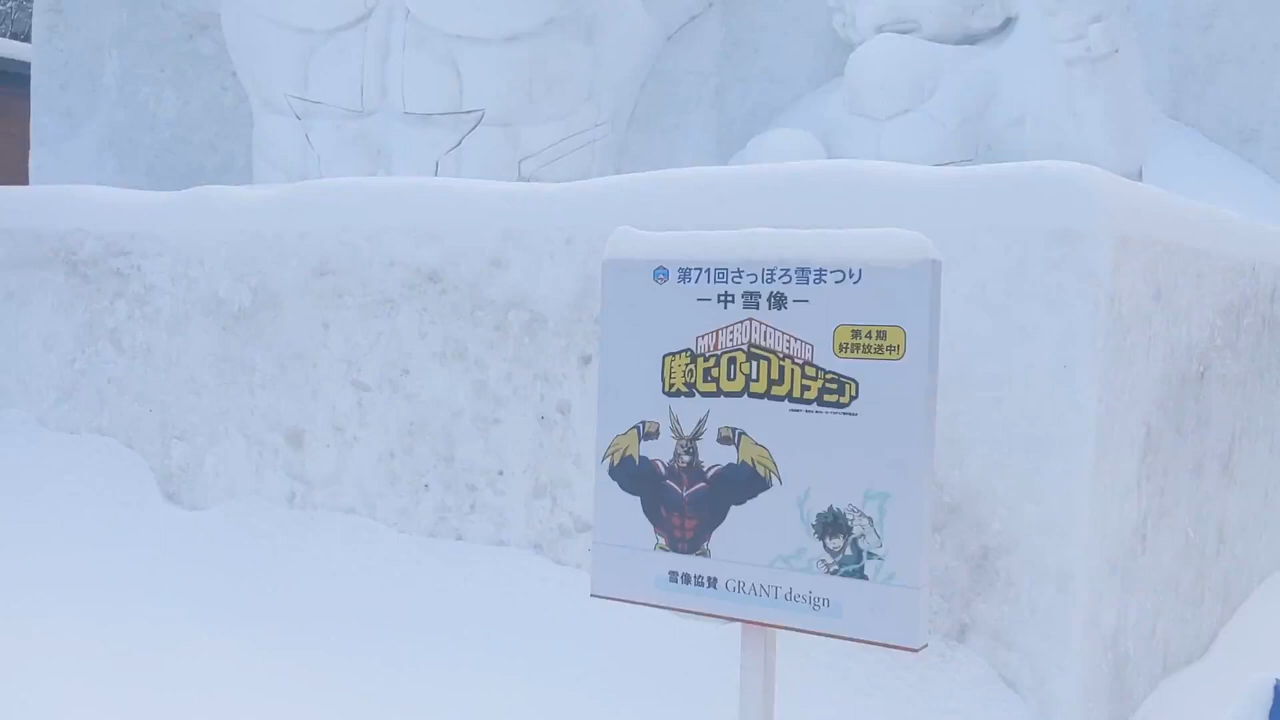 第71回さっぽろ雪まつり
－中雪像－
MY HERO ACADEMIA
僕のヒーローアカデミア
第4期
好評放送中!
雪像協賛 GRANT design